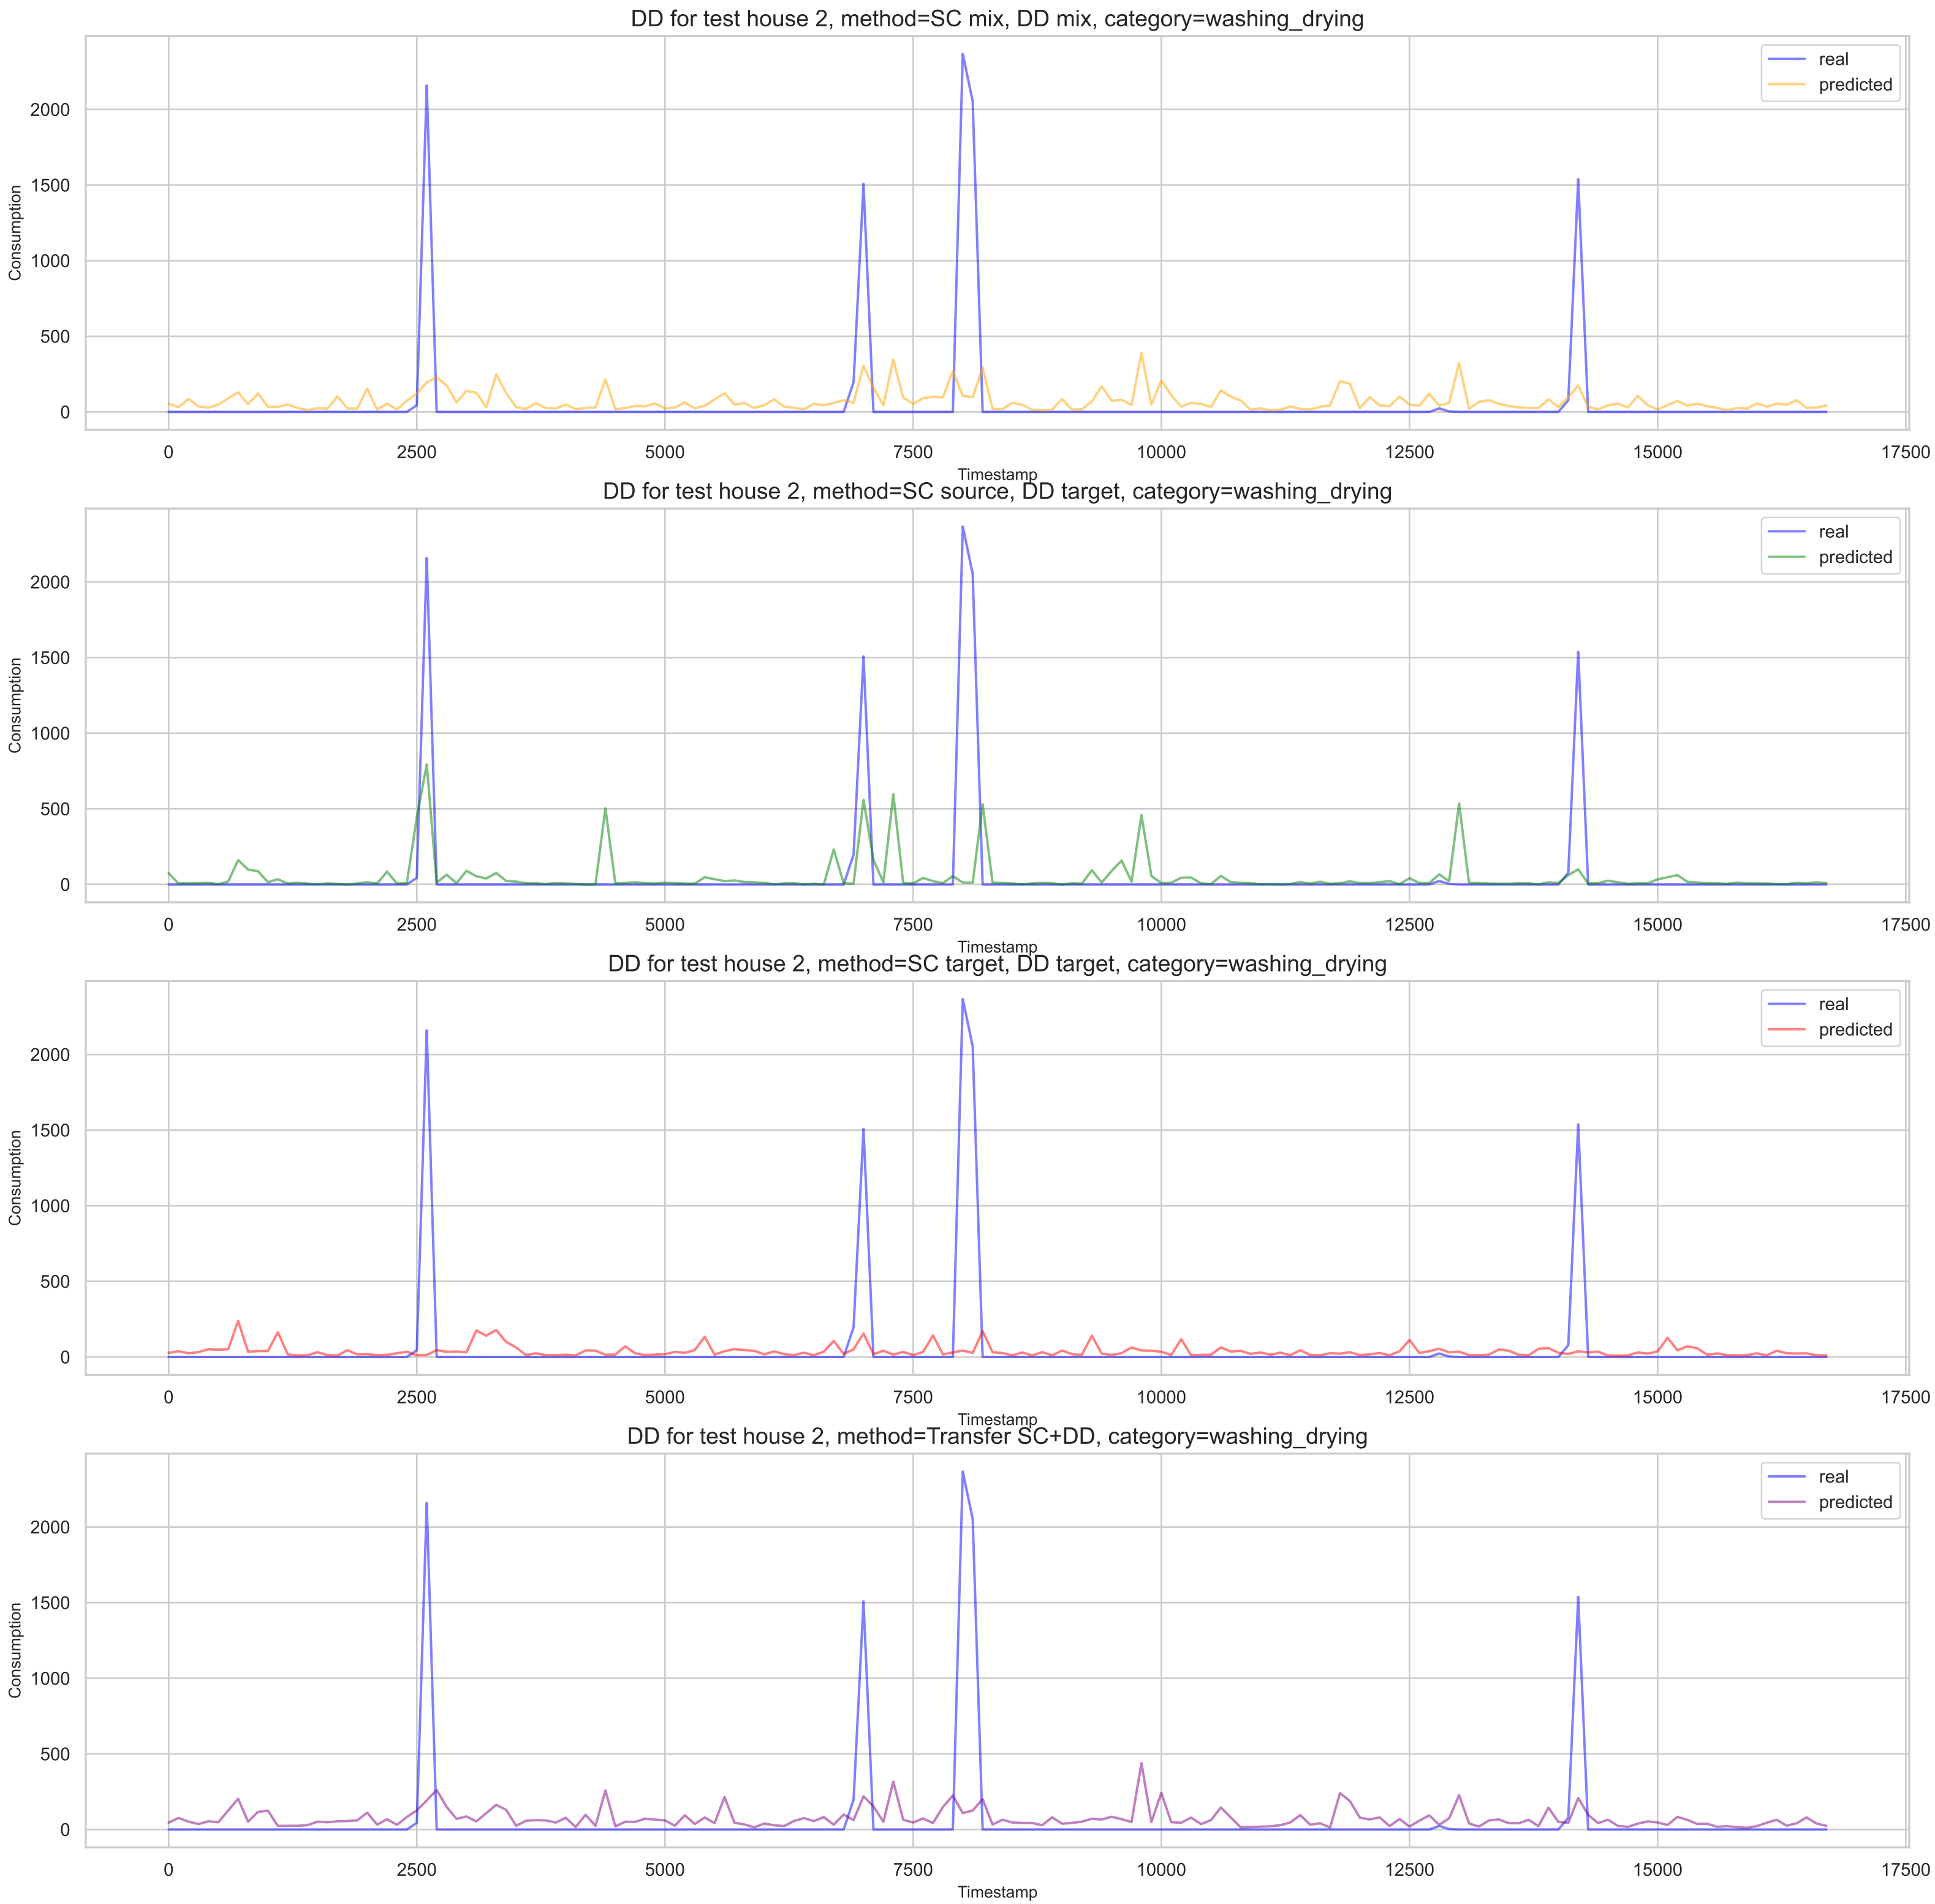 DD for test house 2, method=SC mix, DD mix, category=washing_drying
real
predicted
Consumption
2000
1500
1000
500
0
0 2500 5000 7500 10000 12500 15000 17500
Timestamp
DD for test house 2, method=SC source, DD target, category=washing_drying
real
predicted
Consumption
2000
1500
1000
500
0
0 2500 5000 7500 10000 12500 15000 17500
Timestamp
DD for test house 2, method=SC target, DD target, category=washing_drying
real
predicted
Consumption
2000
1500
1000
500
0
0 2500 5000 7500 10000 12500 15000 17500
Timestamp
DD for test house 2, method=Transfer SC+DD, category=washing_drying
real
predicted
Consumption
2000
1500
1000
500
0
0 2500 5000 7500 10000 12500 15000 17500
Timestamp